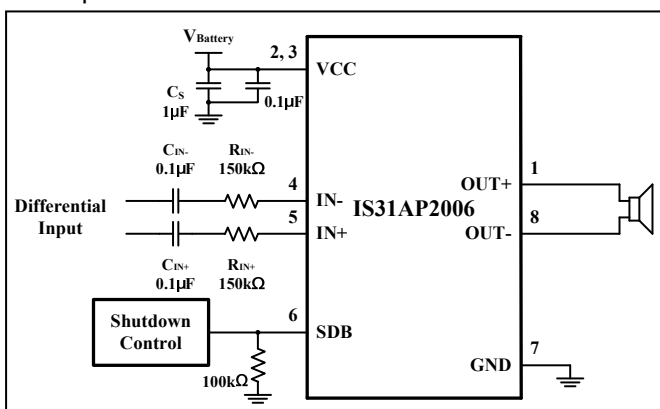 VBattery
2, 3
VCC
CS
1µF
0.1µF
CIN-
0.1µF
RIN-
150kΩ
4
IN-
Differential
Input
5
IN+
CIN+
0.1µF
RIN+
150kΩ
IS31AP2006
OUT+
1
OUT-
8
Shutdown
Control
6
SDB
100kΩ
GND
7